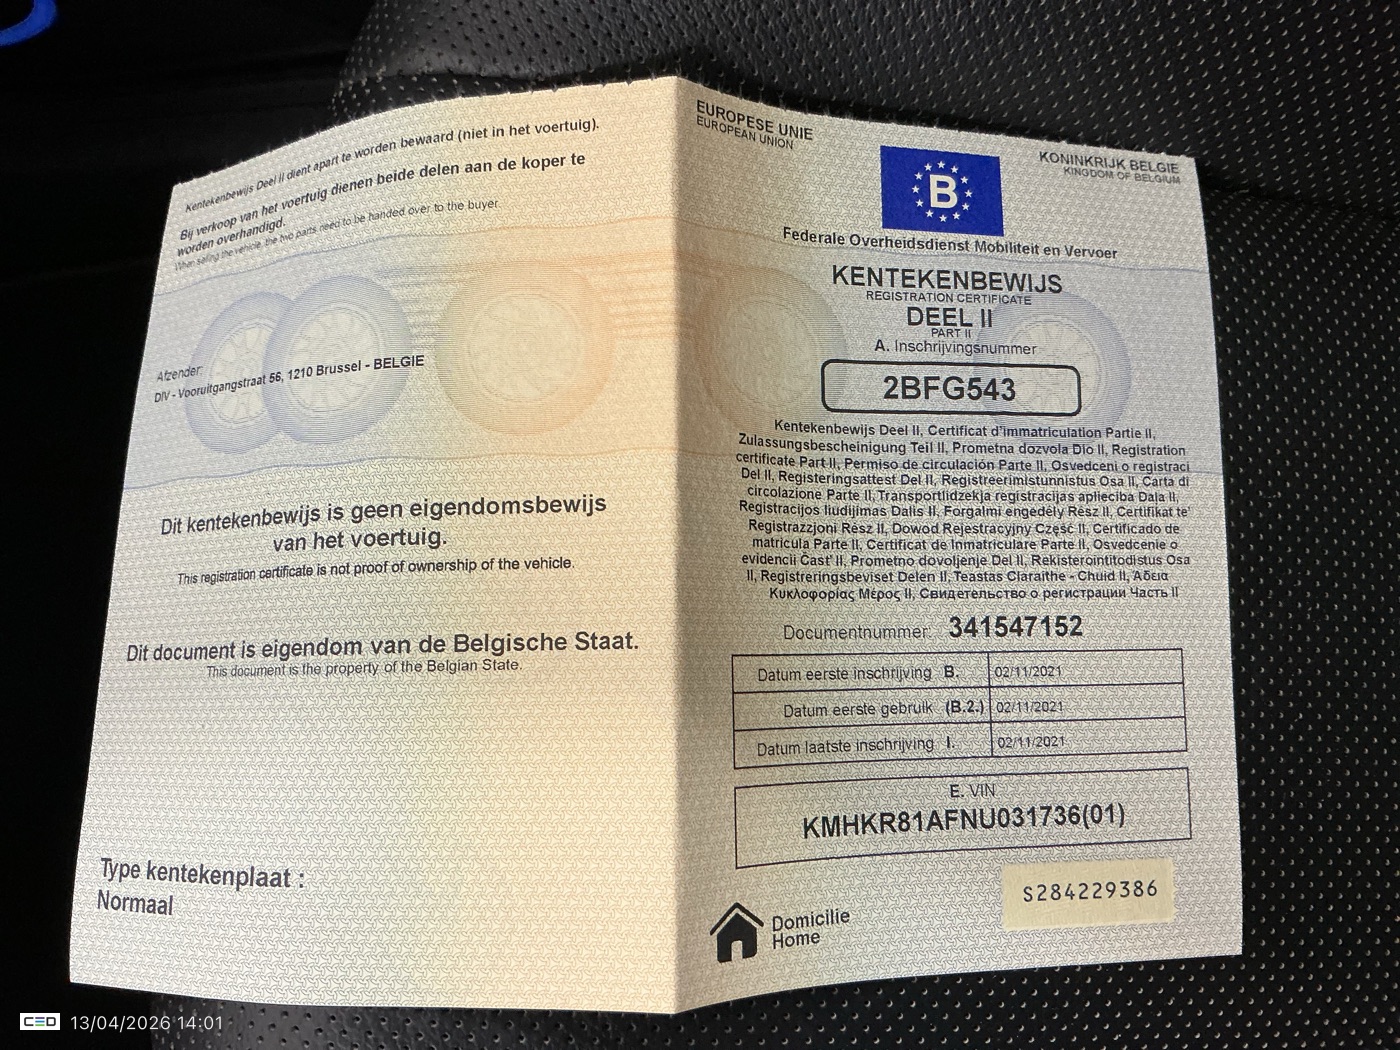 Kentekenbewijs Deel II dient apart te worden bewaard (niet in het voertuig).
Bij verkoop van het voertuig dienen beide delen aan de koper te
worden overhandigd.
When selling the vehicle, the two parts need to be handed over to the buyer.
Afzender:
DIV - Vooruitgangstraat 56, 1210 Brussel - BELGIE
Dit kentekenbewijs is geen eigendomsbewijs
van het voertuig.
This registration certificate is not proof of ownership of the vehicle.
Dit document is eigendom van de Belgische Staat.
This document is the property of the Belgian State.
Type kentekenplaat :
Normaal
EUROPESE UNIE
EUROPEAN UNION
KONINKRIJK BELGIE
KINGDOM OF BELGIUM
B
Federale Overheidsdienst Mobiliteit en Vervoer
KENTEKENBEWIJS
REGISTRATION CERTIFICATE
DEEL II
PART II
A. Inschrijvingsnummer
2BFG543
Kentekenbewijs Deel II, Certificat d'immatriculation Partie II,
Zulassungsbescheinigung Teil II, Prometna dozvola Dio II, Registration
certificate Part II, Permiso de circulación Parte II, Osvedceni o registraci
Del II, Registeringsattest Del II, Registreerimistunnistus Osa II, Carta di
circolazione Parte II, Transportlidzekja registracijas aplieciba Dala II,
Registracijos liudijimas Dalis II, Forgalmi engedély Rész II, Certifikat te'
Registrazzjoni Rész II, Dowod Rejestracyjny Część II, Certificado de
matricula Parte II, Certificat de Inmatriculare Parte II, Osvedcenie o
evidencii Čast' II, Prometno dovoljenje Del II, Rekisterointitodistus Osa
II, Registreringsbeviset Delen II, Teastas Claraithe - Chuid II, Άδεια
Κυκλοφορίας Μέρος II, Свидетельство о регистрации Часть II
Documentnummer: 341547152
Datum eerste inschrijving B. 02/11/2021
Datum eerste gebruik (B.2.) 02/11/2021
Datum laatste inschrijving I. 02/11/2021
E. VIN
KMHKR81AFNU031736(01)
S284229386
Domicilie
Home
CED 13/04/2026 14:01